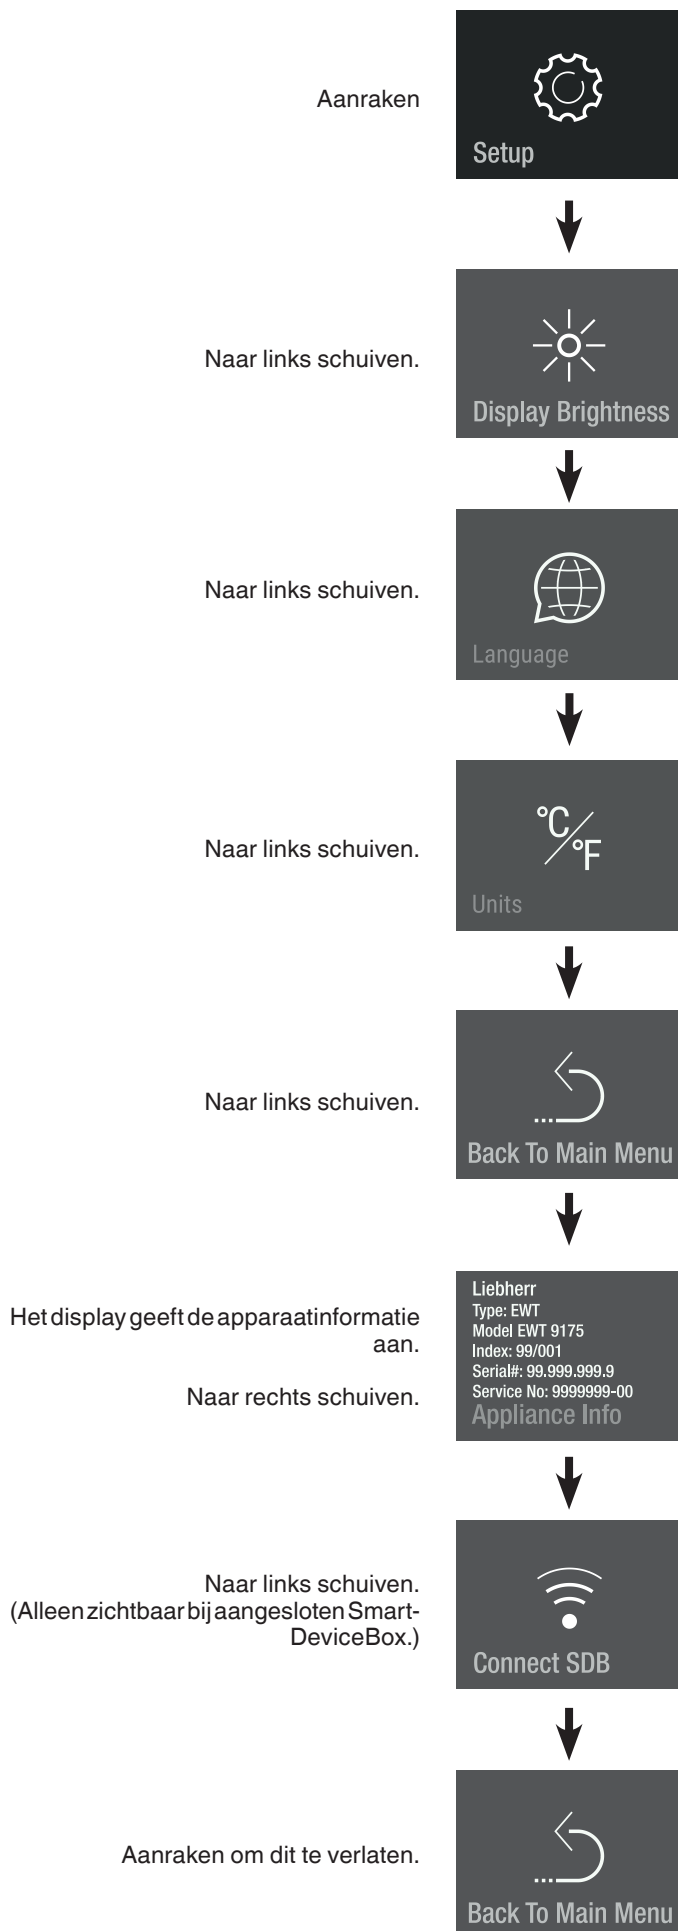 Aanraken
Setup
Naar links schuiven.
Display Brightness
Naar links schuiven.
Language
Naar links schuiven.
°C/°F
Units
Naar links schuiven.
Back To Main Menu
Het display geeft de apparaatinformatie
aan.
Naar rechts schuiven.
Liebherr
Type: EWT
Model EWT 9175
Index: 99/001
Serial#: 99.999.999.9
Service No: 9999999-00
Appliance Info
Naar links schuiven.
(Alleen zichtbaar bij aangesloten Smart-
DeviceBox.)
Connect SDB
Aanraken om dit te verlaten.
Back To Main Menu